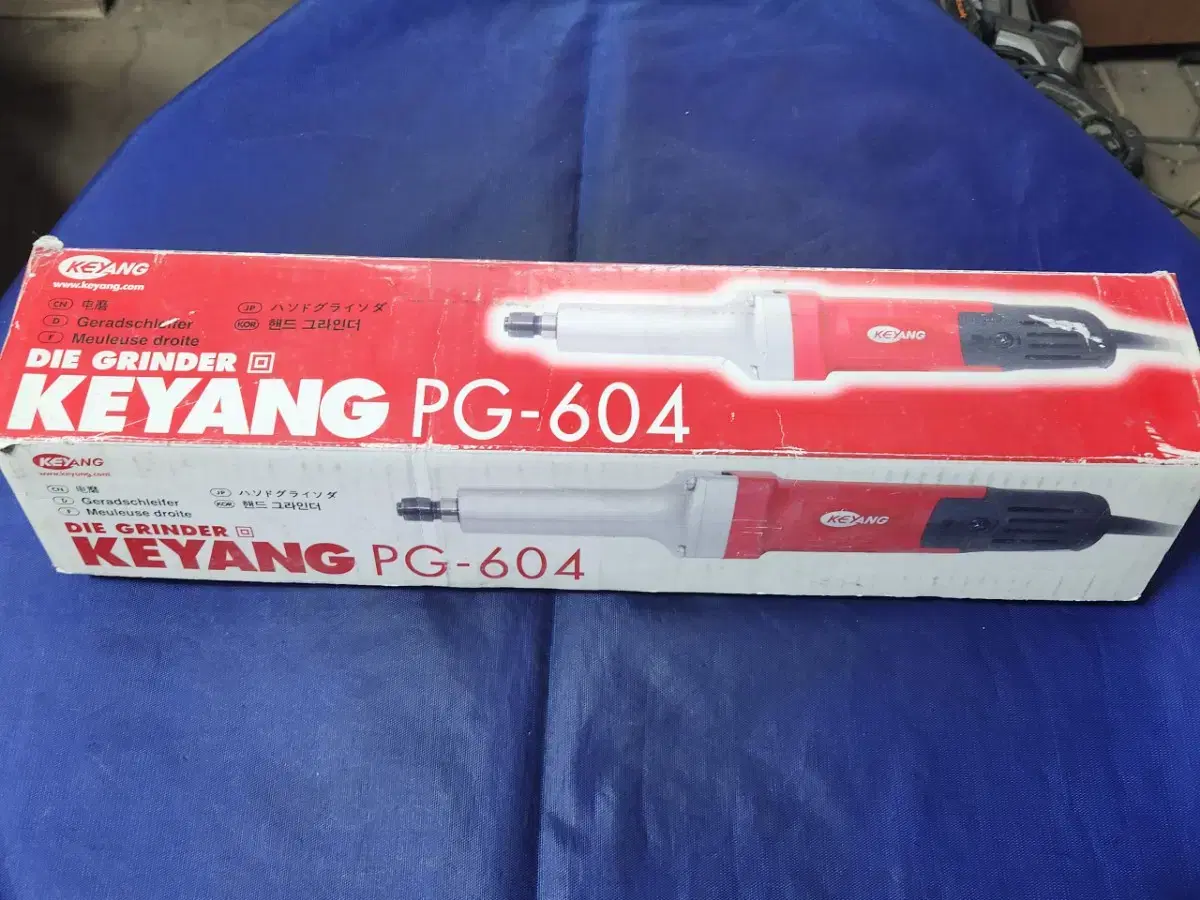 KEYANG
www.keyang.com
CN 电磨
JP ハンドグラインダ
D Geradschleifer
KOR 핸드 그라인더
F Meuleuse droite
DIE GRINDER
KEYANG PG-604
KEYANG
KEYANG
www.keyang.com
CN 电磨
JP ハンドグラインダ
D Geradschleifer
KOR 핸드 그라인더
F Meuleuse droite
DIE GRINDER
KEYANG PG-604
KEYANG